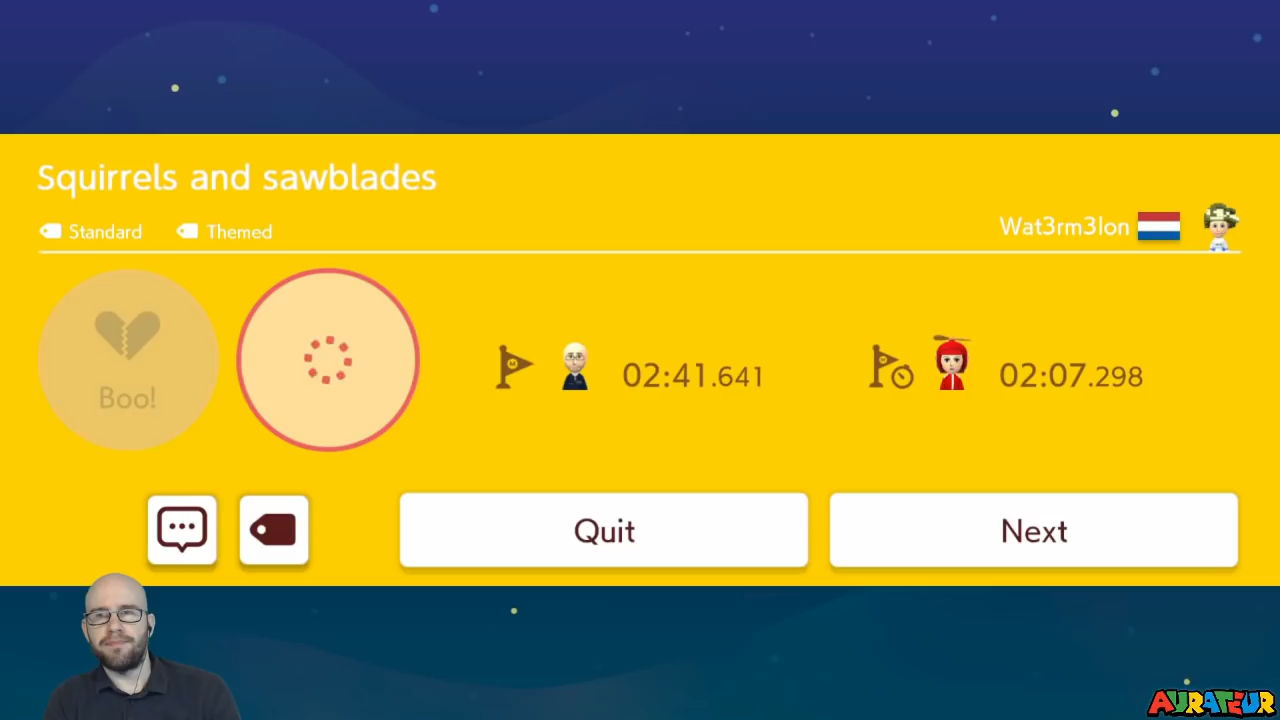 Squirrels and sawblades
Standard Themed
Wat3rm3lon
Boo!
M 02:41.641
02:07.298
Quit
Next
AURATEUR